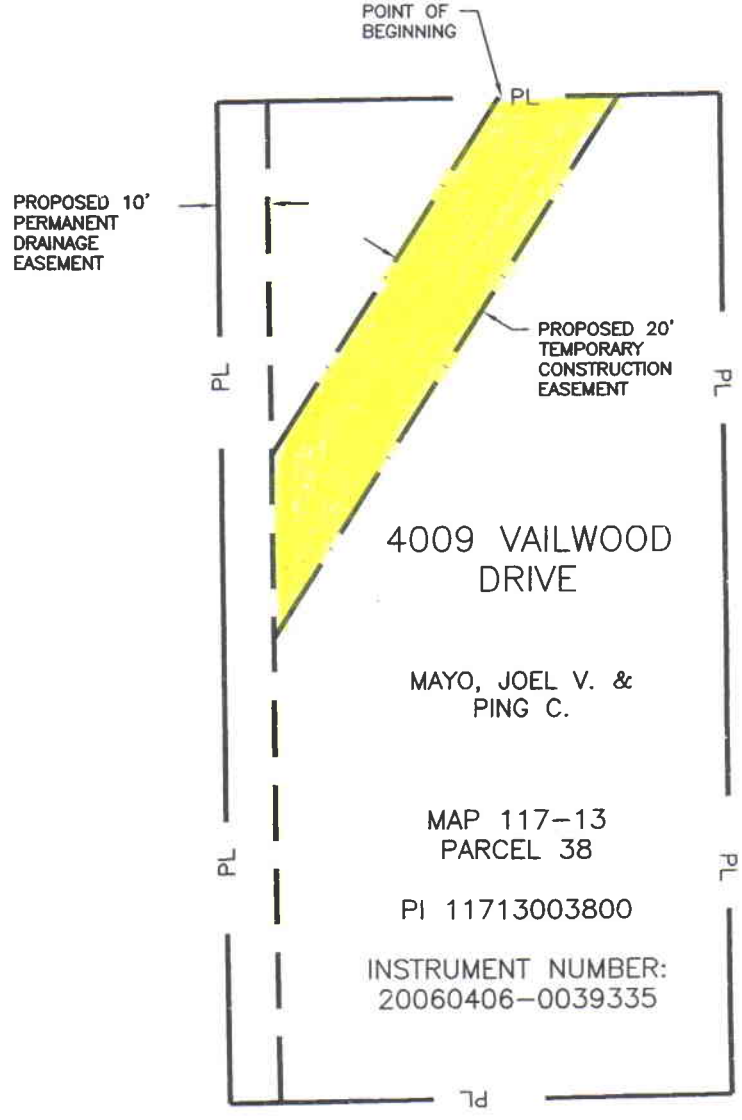 POINT OF
BEGINNING
PL
PROPOSED 10'
PERMANENT
DRAINAGE
EASEMENT
PROPOSED 20'
TEMPORARY
CONSTRUCTION
EASEMENT
PL
PL
4009 VAILWOOD
DRIVE
MAYO, JOEL V. &
PING C.
MAP 117-13
PARCEL 38
PL
PL
PI 11713003800
INSTRUMENT NUMBER:
20060406-0039335
PL